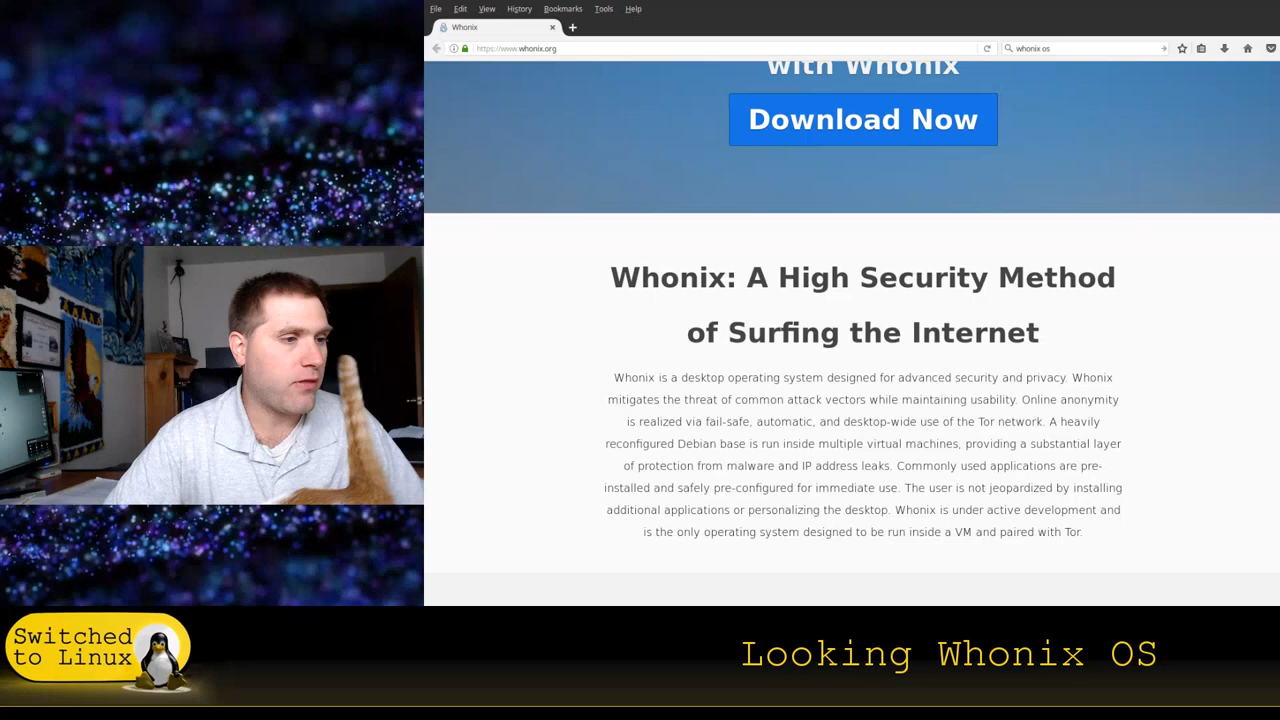 File Edit View History Bookmarks Tools Help
Whonix
https://www.whonix.org
whonix os
with Whonix
Download Now
Whonix: A High Security Method
of Surfing the Internet
Whonix is a desktop operating system designed for advanced security and privacy. Whonix
mitigates the threat of common attack vectors while maintaining usability. Online anonymity
is realized via fail-safe, automatic, and desktop-wide use of the Tor network. A heavily
reconfigured Debian base is run inside multiple virtual machines, providing a substantial layer
of protection from malware and IP address leaks. Commonly used applications are pre-
installed and safely pre-configured for immediate use. The user is not jeopardized by installing
additional applications or personalizing the desktop. Whonix is under active development and
is the only operating system designed to be run inside a VM and paired with Tor.
Switched
to Linux
Looking Whonix OS